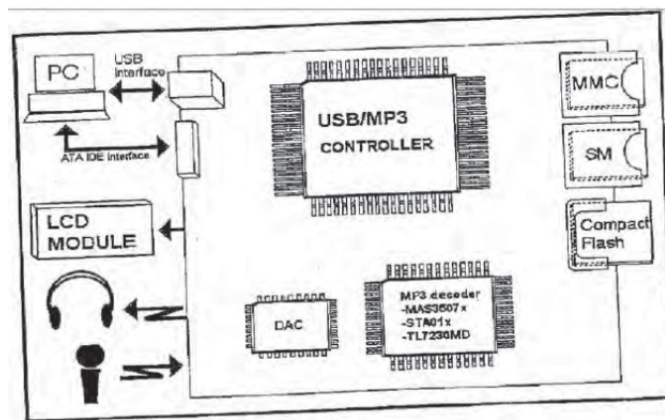 PC
USB
Interface
ATA IDE Interface
LCD
MODULE
USB/MP3
CONTROLLER
DAC
MP3 decoder
-MAS3507x
-STA01x
-TL7230MD
MMC
SM
Compact
Flash